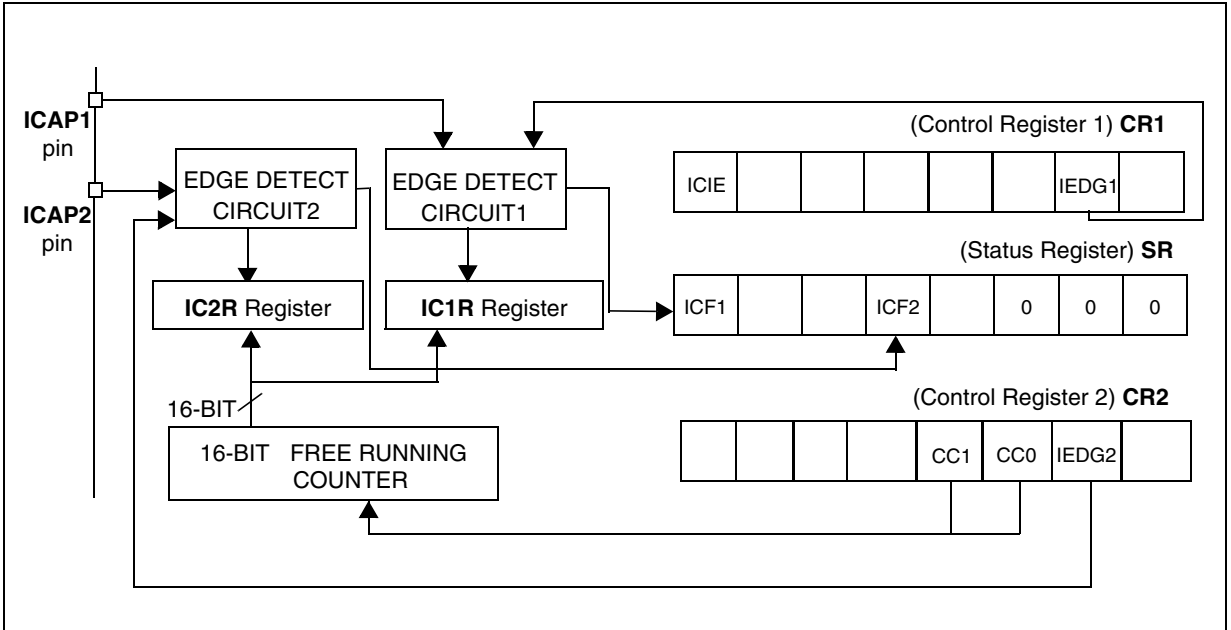 ICAP1
pin
ICAP2
pin
EDGE DETECT
CIRCUIT2
EDGE DETECT
CIRCUIT1
IC2R Register
IC1R Register
16-BIT
16-BIT FREE RUNNING
COUNTER
(Control Register 1) CR1
ICIE IEDG1
(Status Register) SR
ICF1 ICF2 0 0 0
(Control Register 2) CR2
CC1 CC0 IEDG2